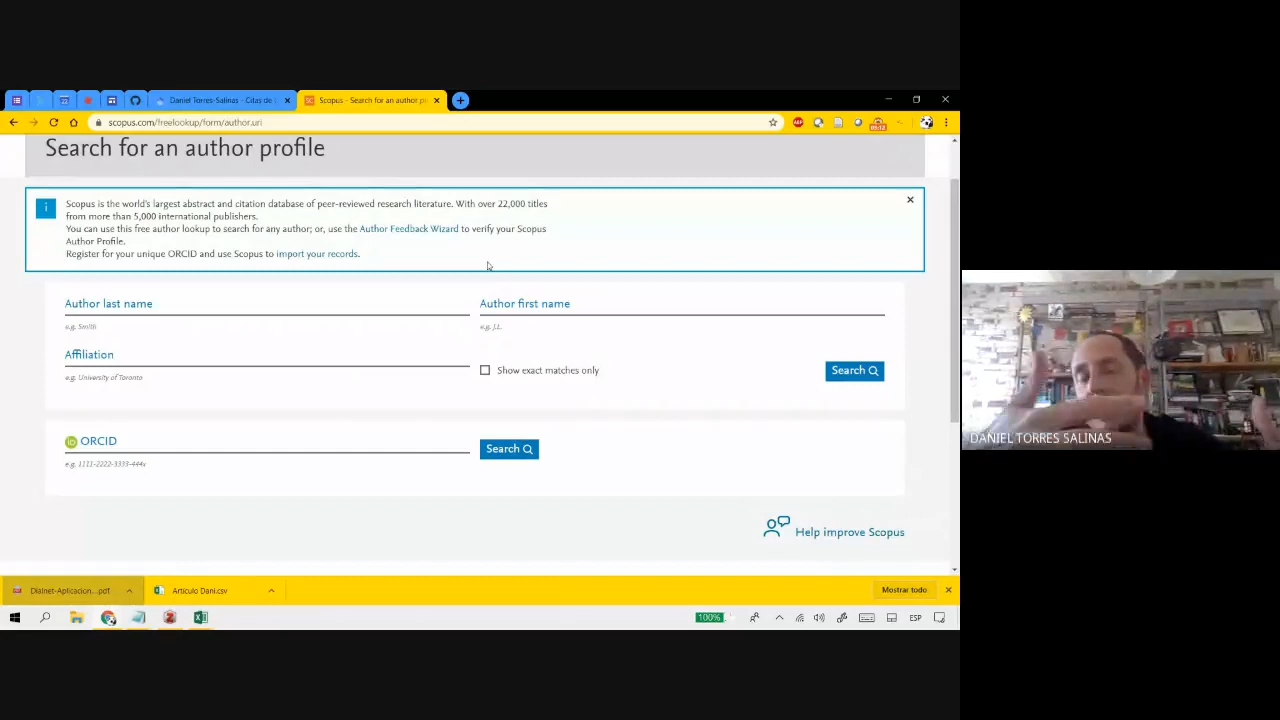 Daniel Torres-Salinas - Citas de
Scopus - Search for an author pr
scopus.com/freelookup/form/author.uri
Search for an author profile
Scopus is the world's largest abstract and citation database of peer-reviewed research literature. With over 22,000 titles
from more than 5,000 international publishers.
You can use this free author lookup to search for any author; or, use the Author Feedback Wizard to verify your Scopus
Author Profile.
Register for your unique ORCID and use Scopus to import your records.
Author last name
Author first name
e.g. Smith
e.g. J.L.
Affiliation
e.g. University of Toronto
Show exact matches only
Search
ORCID
Search
e.g. 1111-2222-3333-444x
DANIEL TORRES SALINAS
Help improve Scopus
Dialnet-Aplicacion....pdf
Articulo Dani.csv
Mostrar todo
100%
ESP